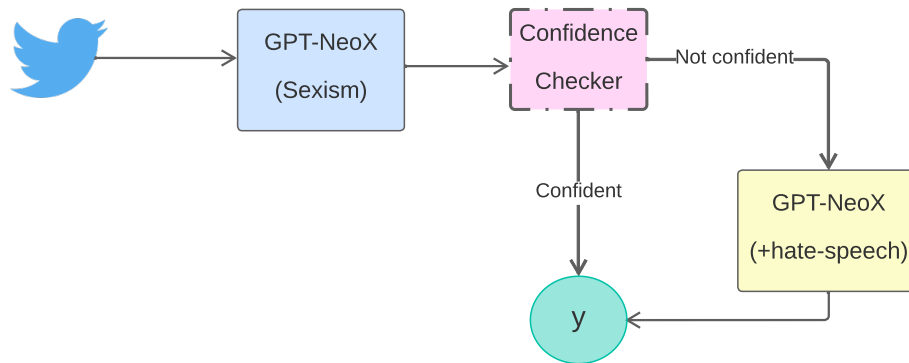 GPT-NeoX
(Sexism)
Confidence
Checker
Not confident
Confident
GPT-NeoX
(+hate-speech)
y